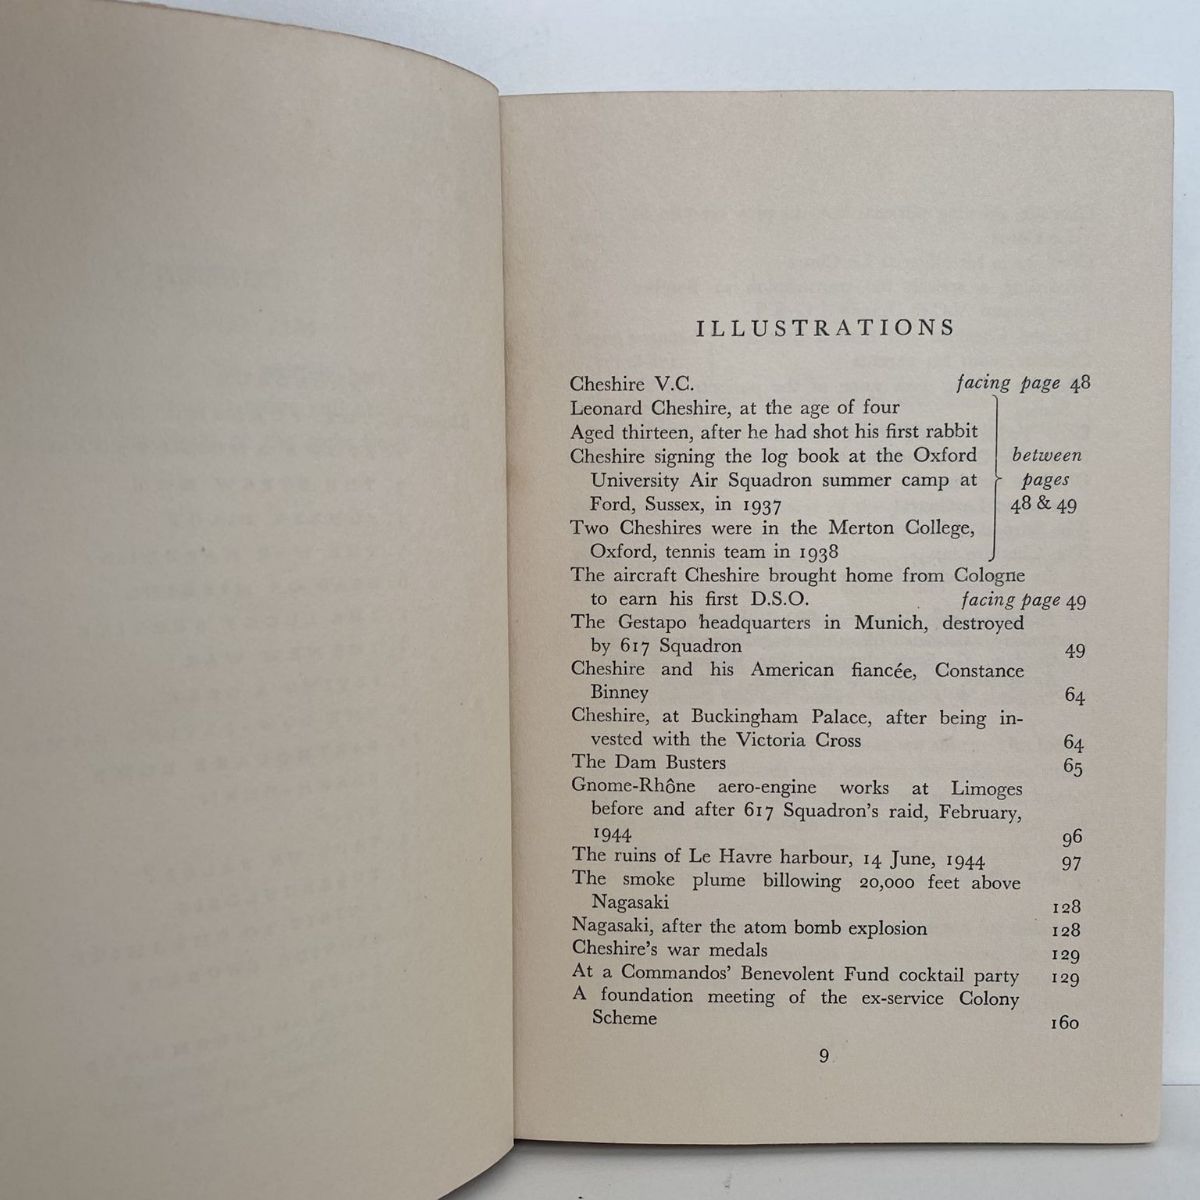 ILLUSTRATIONS
Cheshire V.C. facing page 48
Leonard Cheshire, at the age of four
Aged thirteen, after he had shot his first rabbit
Cheshire signing the log book at the Oxford between
University Air Squadron summer camp at pages
Ford, Sussex, in 1937 48 & 49
Two Cheshires were in the Merton College,
Oxford, tennis team in 1938
The aircraft Cheshire brought home from Cologne
to earn his first D.S.O. facing page 49
The Gestapo headquarters in Munich, destroyed
by 617 Squadron 49
Cheshire and his American fiancée, Constance
Binney 64
Cheshire, at Buckingham Palace, after being in-
vested with the Victoria Cross 64
The Dam Busters 65
Gnome-Rhône aero-engine works at Limoges
before and after 617 Squadron's raid, February,
1944 96
The ruins of Le Havre harbour, 14 June, 1944 97
The smoke plume billowing 20,000 feet above
Nagasaki 128
Nagasaki, after the atom bomb explosion 128
Cheshire's war medals 129
At a Commandos' Benevolent Fund cocktail party 129
A foundation meeting of the ex-service Colony
Scheme 160
9